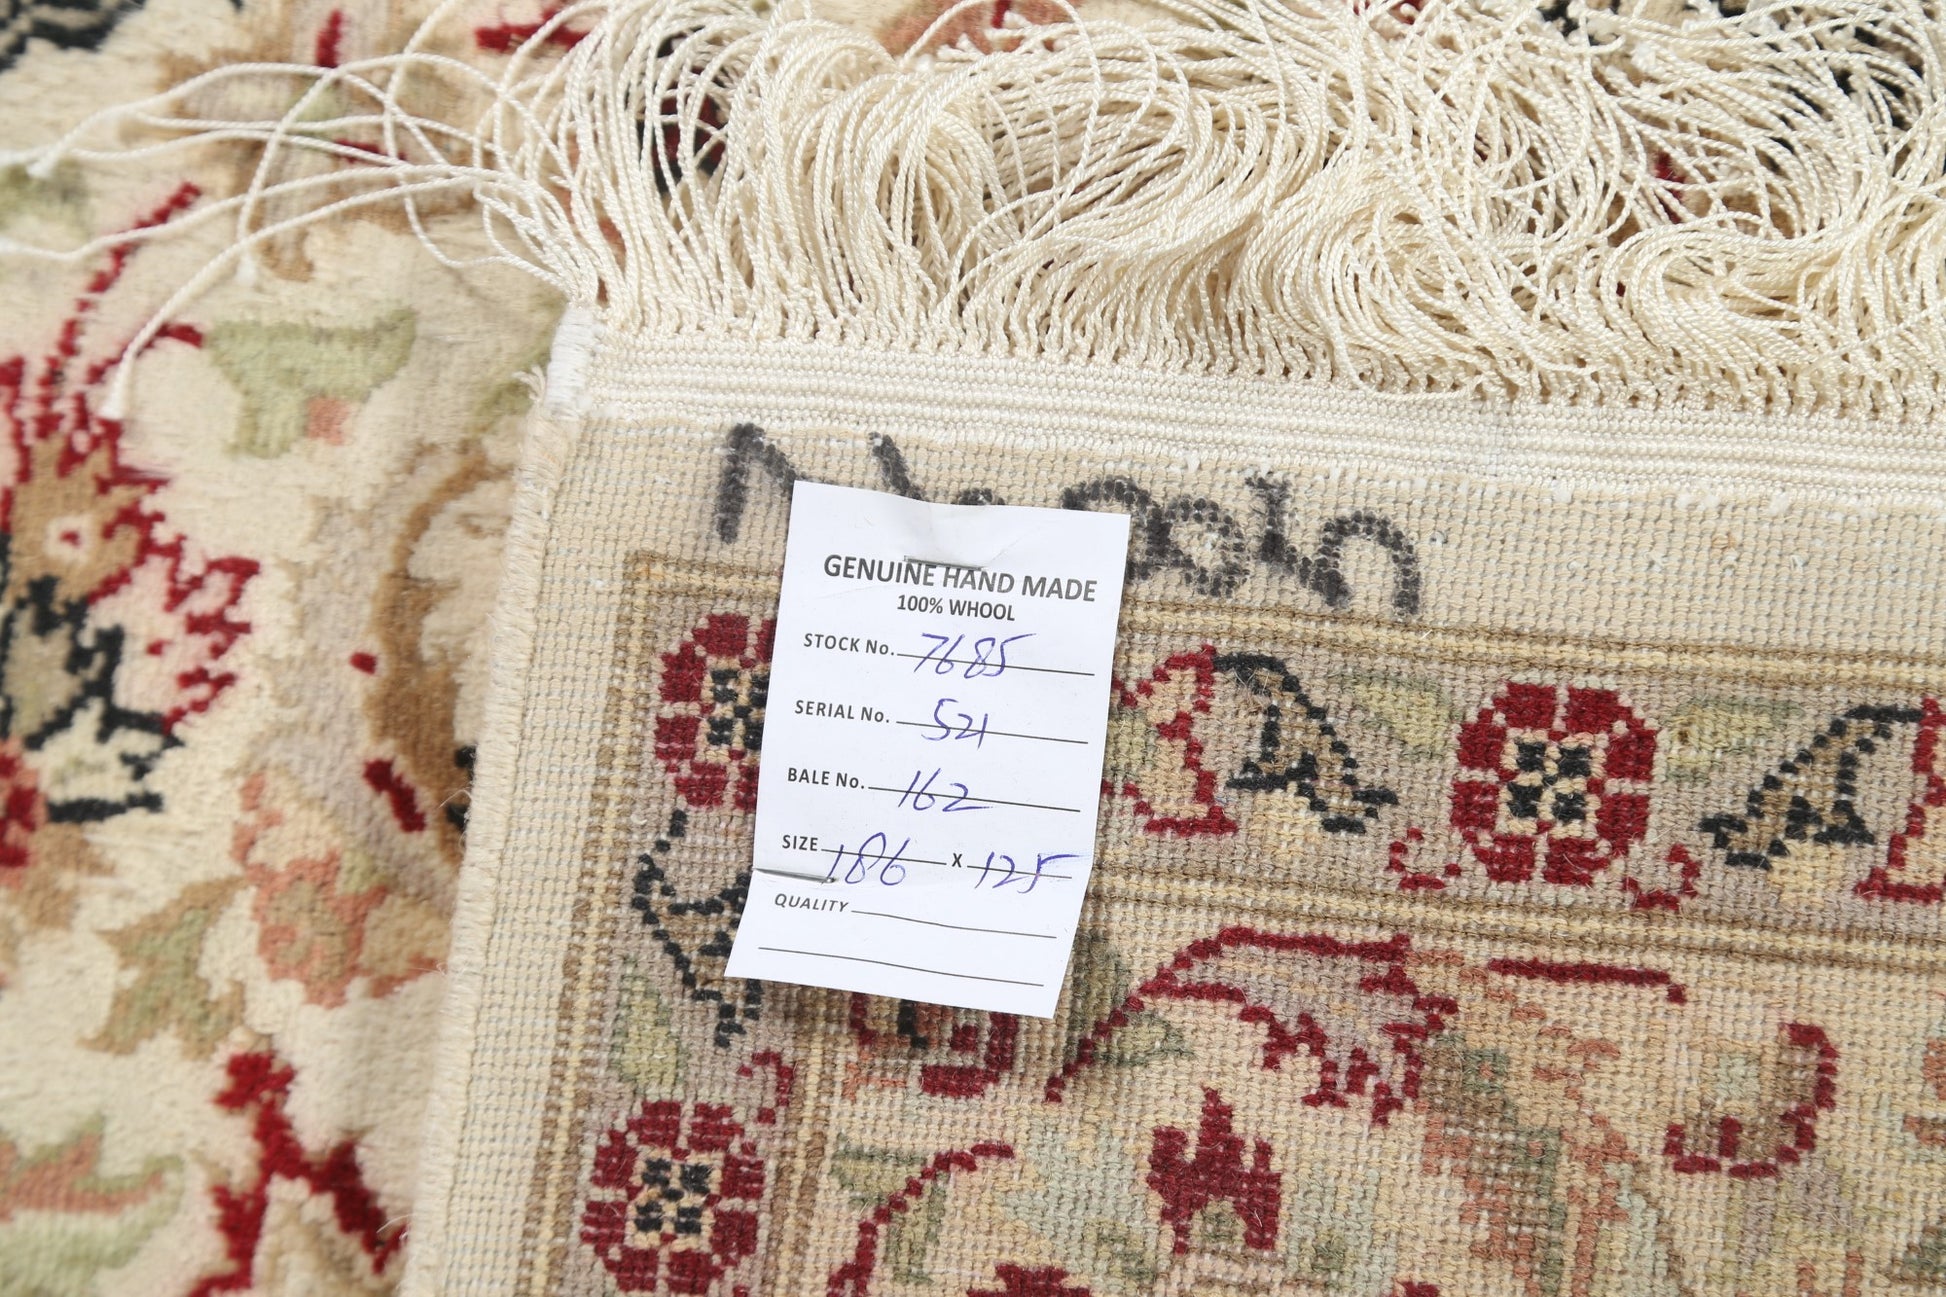 GENUINE HAND MADE
100% WHOOL
STOCK No. 7685
SERIAL No. 521
BALE No. 162
SIZE 186 X 125
QUALITY